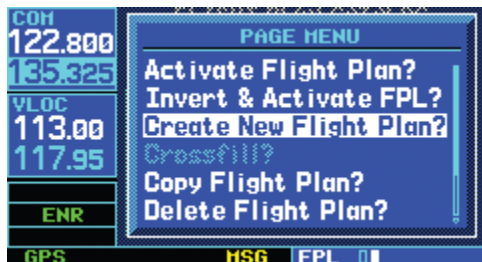 COM
122.800
135.325
VLOC
113.00
117.95
ENR
PAGE MENU
Activate Flight Plan?
Invert & Activate FPL?
Create New Flight Plan?
Crossfill?
Copy Flight Plan?
Delete Flight Plan?
GPS
MSG
FPL